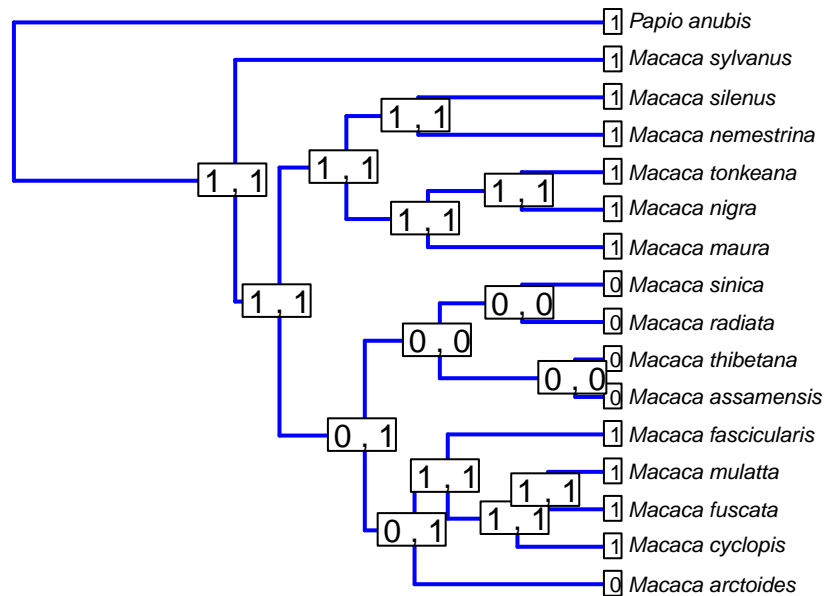 1 Papio anubis
1 Macaca sylvanus
1 Macaca silenus
1 , 1
1 Macaca nemestrina
1 , 1
1 , 1
1 Macaca tonkeana
1 , 1
1 Macaca nigra
1 , 1
1 Macaca maura
0 Macaca sinica
1 , 1
0 , 0
0 Macaca radiata
0 , 0
0 Macaca thibetana
0 , 0
0 Macaca assamensis
0 , 1
1 Macaca fascicularis
1 , 1
1 Macaca mulatta
1 , 1
1 Macaca fuscata
1 , 1
0 , 1
1 Macaca cyclopis
0 Macaca arctoides